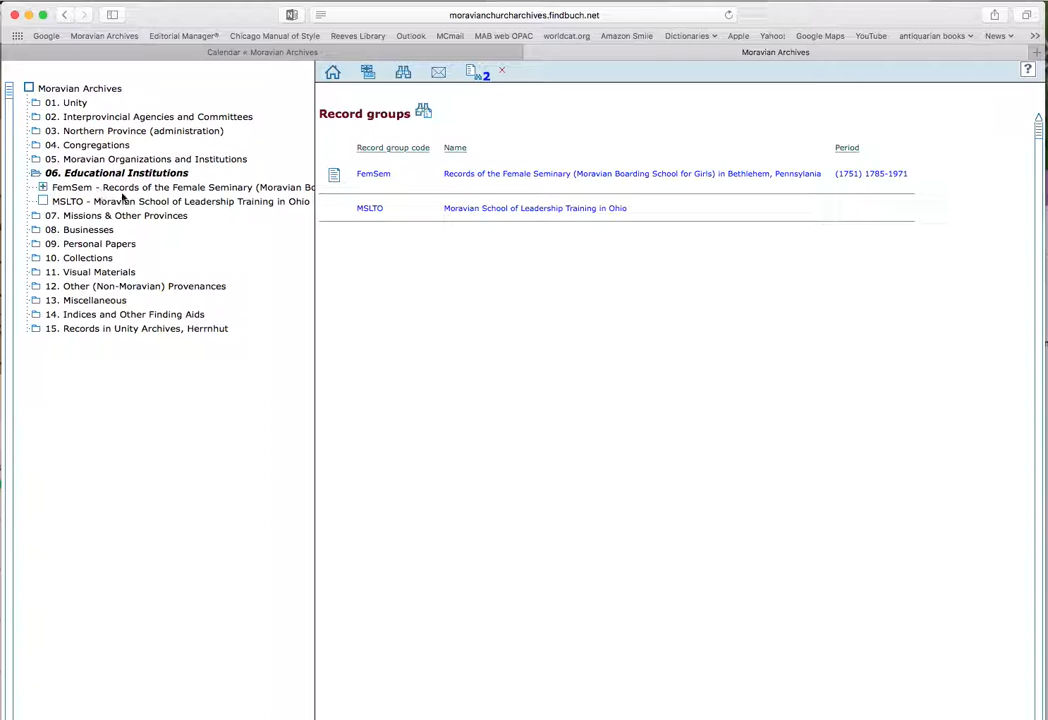 moravianchurcharchives.findbuch.net
Google Moravian Archives Editorial Manager® Chicago Manual of Style Reeves Library Outlook MCmail MAB web OPAC worldcat.org Amazon Smile Dictionaries Apple Google Maps YouTube Yahoo! antiquarian books News >>
Calendar « Moravian Archives
Moravian Archives
Moravian Archives
01. Unity
02. Interprovincial Agencies and Committees
03. Northern Province (administration)
04. Congregations
05. Moravian Organizations and Institutions
06. Educational Institutions
FemSem - Records of the Female Seminary (Moravian Bo
MSLTO - Moravian School of Leadership Training in Ohio
07. Missions & Other Provinces
08. Businesses
09. Personal Papers
10. Collections
11. Visual Materials
12. Other (Non-Moravian) Provenances
13. Miscellaneous
14. Indices and Other Finding Aids
15. Records in Unity Archives, Herrnhut
2
?
Record groups
Record group code Name Period
FemSem Records of the Female Seminary (Moravian Boarding School for Girls) in Bethlehem, Pennsylania (1751) 1785-1971
MSLTO Moravian School of Leadership Training in Ohio